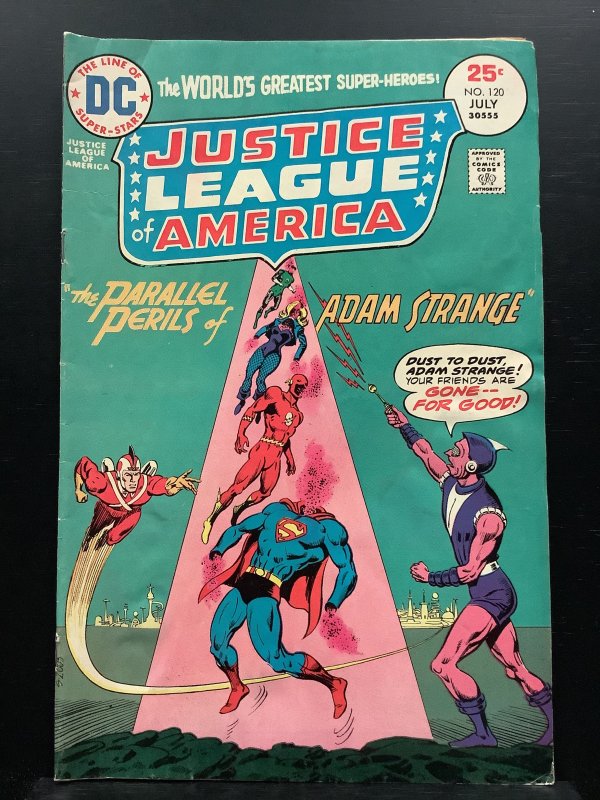 THE LINE OF
DC
SUPER-STARS
The WORLD'S GREATEST SUPER-HEROES!
25¢
NO. 120
JULY
30555
JUSTICE
LEAGUE
OF
AMERICA
JUSTICE
LEAGUE
of AMERICA
APPROVED
BY THE
COMICS
CODE
AUTHORITY
"The PARALLEL
PERILS of
ADAM STRANGE"
DUST TO DUST,
ADAM STRANGE!
YOUR FRIENDS ARE
GONE--
FOR GOOD!
S